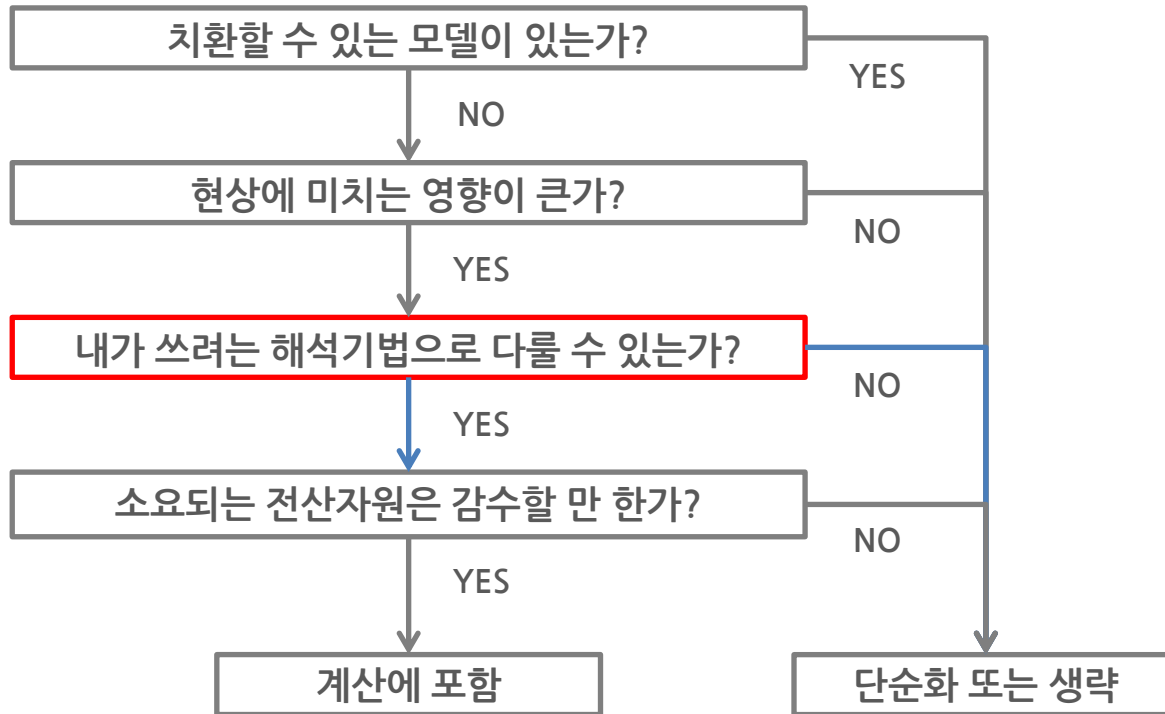 치환할 수 있는 모델이 있는가?
YES
NO
현상에 미치는 영향이 큰가?
NO
YES
내가 쓰려는 해석기법으로 다룰 수 있는가?
NO
YES
소요되는 전산자원은 감수할 만 한가?
NO
YES
계산에 포함
단순화 또는 생략